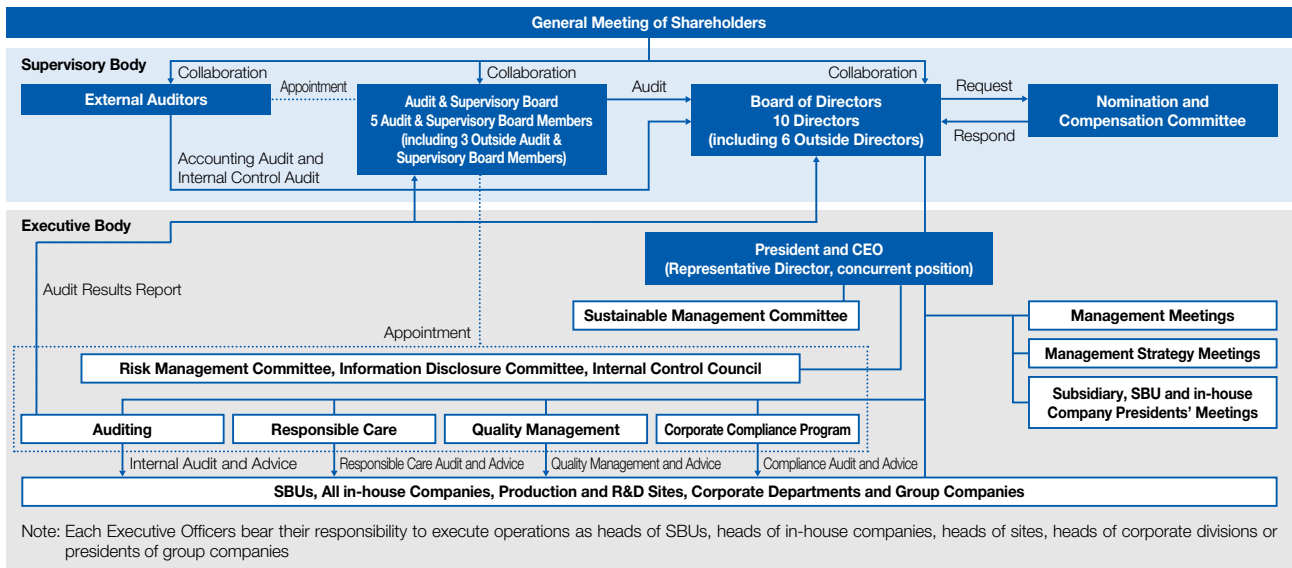 General Meeting of Shareholders
Supervisory Body
Collaboration
Collaboration
Collaboration
External Auditors
Appointment
Audit & Supervisory Board
5 Audit & Supervisory Board Members
(including 3 Outside Audit &
Supervisory Board Members)
Audit
Board of Directors
10 Directors
(including 6 Outside Directors)
Request
Respond
Nomination and
Compensation Committee
Accounting Audit and
Internal Control Audit
Executive Body
President and CEO
(Representative Director, concurrent position)
Audit Results Report
Sustainable Management Committee
Management Meetings
Appointment
Management Strategy Meetings
Risk Management Committee, Information Disclosure Committee, Internal Control Council
Subsidiary, SBU and in-house
Company Presidents' Meetings
Auditing
Responsible Care
Quality Management
Corporate Compliance Program
Internal Audit and Advice
Responsible Care Audit and Advice
Quality Management and Advice
Compliance Audit and Advice
SBUs, All in-house Companies, Production and R&D Sites, Corporate Departments and Group Companies
Note: Each Executive Officers bear their responsibility to execute operations as heads of SBUs, heads of in-house companies, heads of sites, heads of corporate divisions or
presidents of group companies